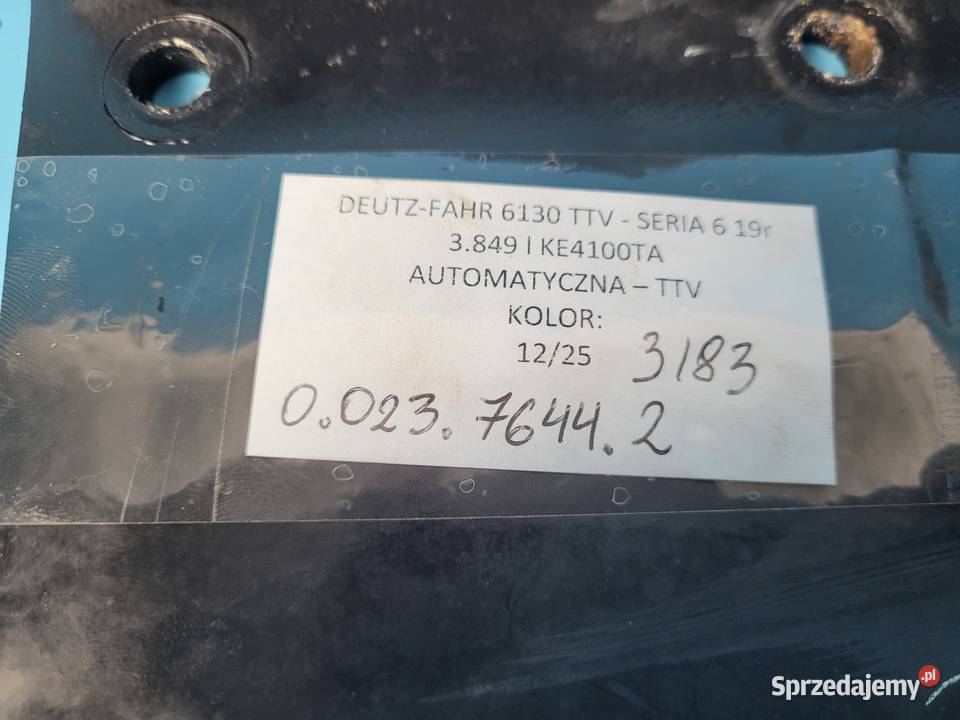 DEUTZ-FAHR 6130 TTV - SERIA 6 19r
3.849 l KE4100TA
AUTOMATYCZNA – TTV
KOLOR:
12/25 3183
0.023.7644.2
Sprzedajemy.pl